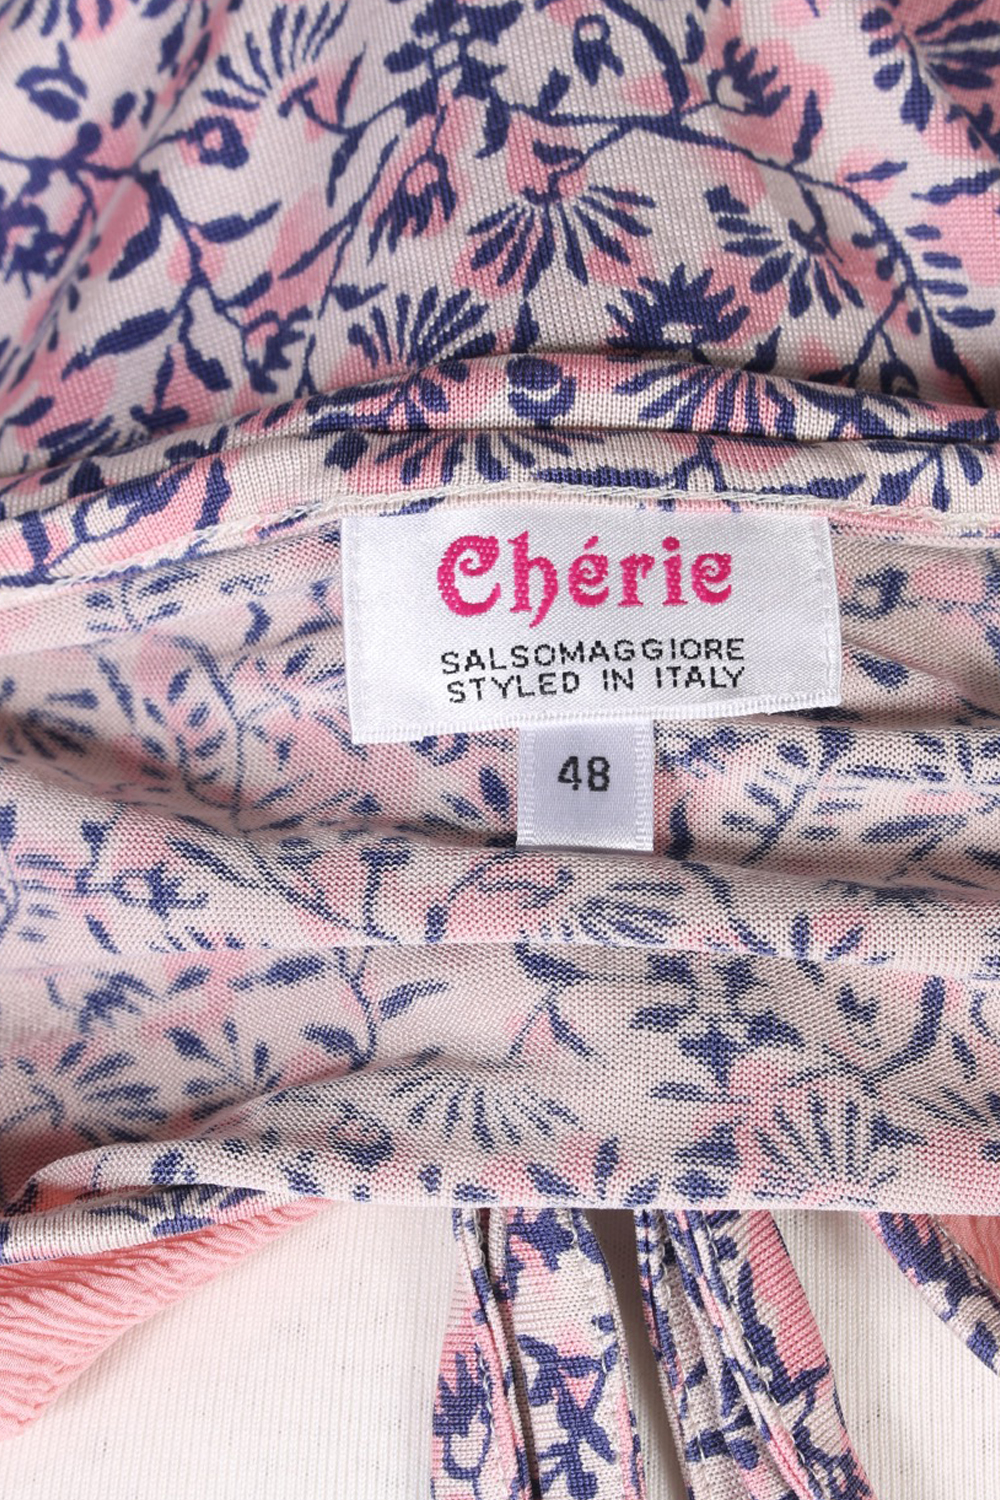 Chérie
SALSOMAGGIORE
STYLED IN ITALY
48